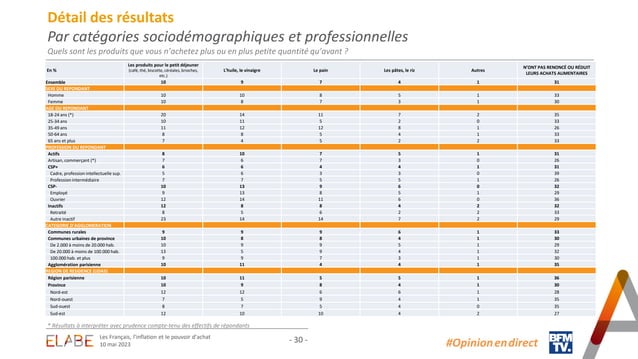 Détail des résultats
Par catégories sociodémographiques et professionnelles
Quels sont les produits que vous n'achetez plus ou en plus petite quantité qu'avant ?
En % Les produits pour le petit déjeuner (café, thé, biscotte, céréales, brioches, etc.) L'huile, le vinaigre Le pain Les pâtes, le riz Autres N'ONT PAS RENONCÉ OU RÉDUIT LEURS ACHATS ALIMENTAIRES
Ensemble 10 9 7 4 1 31
SEXE DU REPONDANT
Homme 10 10 8 5 1 33
Femme 10 8 7 3 1 30
AGE DU REPONDANT
18-24 ans (*) 20 14 11 7 2 35
25-34 ans 10 11 5 2 0 33
35-49 ans 11 12 12 8 1 26
50-64 ans 8 8 5 4 1 33
65 ans et plus 7 4 5 2 2 33
PROFESSION DU REPONDANT
Actifs 8 10 7 5 1 31
Artisan, commerçant (*) 7 6 7 3 0 26
CSP+ 6 6 4 4 1 31
Cadre, profession intellectuelle sup. 5 6 3 3 0 39
Profession intermédiaire 7 7 5 5 1 26
CSP- 10 13 9 6 0 32
Employé 9 13 8 5 1 29
Ouvrier 12 14 11 6 0 36
Inactifs 12 8 8 4 2 32
Retraité 8 5 6 2 2 33
Autre inactif 23 14 14 7 2 29
CATEGORIE D'AGGLOMERATION
Communes rurales 9 9 9 6 1 33
Communes urbaines de province 10 8 8 4 1 30
De 2.000 à moins de 20.000 hab. 10 9 9 5 1 29
De 20.000 à moins de 100.000 hab. 13 5 9 4 1 32
100.000 hab. et plus 9 9 7 3 1 30
Agglomération parisienne 10 11 4 4 1 35
REGION DE RESIDENCE (UDA9)
Région parisienne 10 11 5 5 1 36
Province 10 9 8 4 1 30
Nord-est 12 12 6 6 1 28
Nord-ouest 7 5 9 4 1 35
Sud-ouest 8 7 5 4 0 35
Sud-est 12 10 10 4 2 27
* Résultats à interpréter avec prudence compte-tenu des effectifs de répondants
ELABE
Les Français, l'inflation et le pouvoir d'achat
10 mai 2023
- 30 -
#Opinion en direct
BFM
TV.